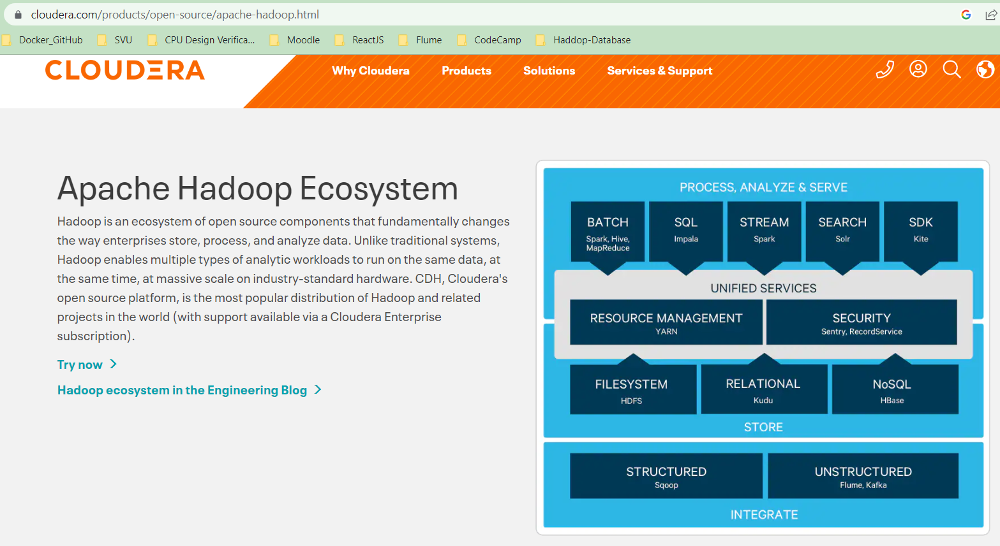 cloudera.com/products/open-source/apache-hadoop.html
Docker_GitHub SVU CPU Design Verifica... Moodle ReactJS Flume CodeCamp Haddop-Database
CLOUDERA
Why Cloudera Products Solutions Services & Support
Apache Hadoop Ecosystem
Hadoop is an ecosystem of open source components that fundamentally changes
the way enterprises store, process, and analyze data. Unlike traditional systems,
Hadoop enables multiple types of analytic workloads to run on the same data, at
the same time, at massive scale on industry-standard hardware. CDH, Cloudera's
open source platform, is the most popular distribution of Hadoop and related
projects in the world (with support available via a Cloudera Enterprise
subscription).
Try now
Hadoop ecosystem in the Engineering Blog
PROCESS, ANALYZE & SERVE
BATCH
Spark, Hive,
MapReduce
SQL
Impala
STREAM
Spark
SEARCH
Solr
SDK
Kite
UNIFIED SERVICES
RESOURCE MANAGEMENT
YARN
SECURITY
Sentry, RecordService
FILESYSTEM
HDFS
RELATIONAL
Kudu
NoSQL
HBase
STORE
STRUCTURED
Sqoop
UNSTRUCTURED
Flume, Kafka
INTEGRATE